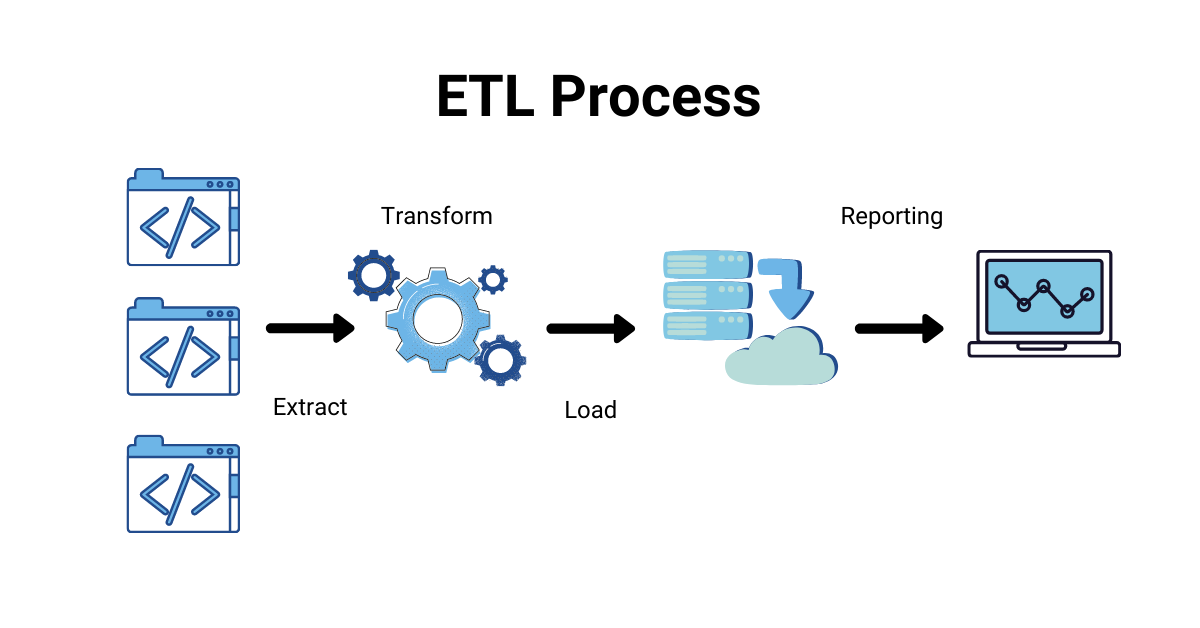 ETL Process
Transform
Reporting
Extract
Load